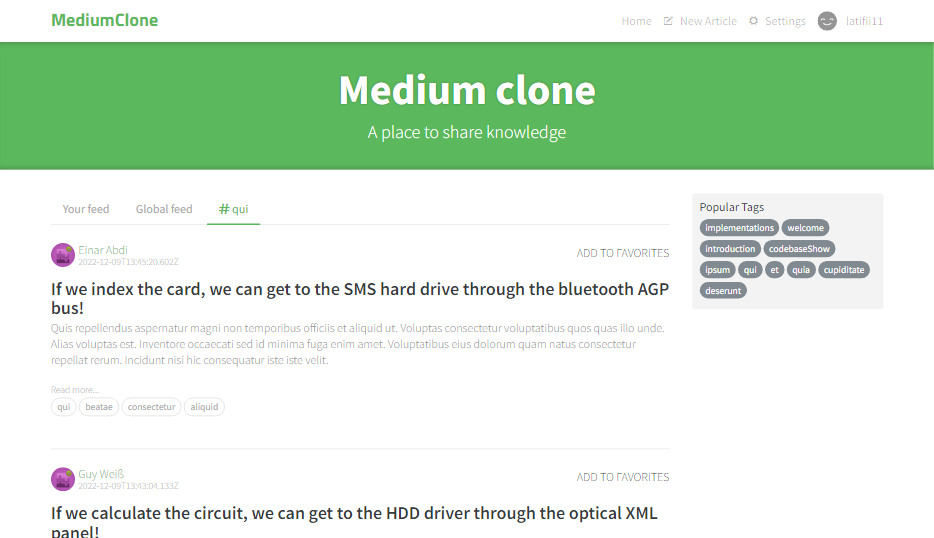 MediumClone
Home New Article Settings latifii11
Medium clone
A place to share knowledge
Your feed Global feed # qui
Popular Tags
implementations welcome
introduction codebaseShow
ipsum qui et quia cupiditate
deserunt
Einar Abdi
2022-12-09T13:45:20.602Z
ADD TO FAVORITES
If we index the card, we can get to the SMS hard drive through the bluetooth AGP
bus!
Quis repellendus aspernatur magni non temporibus officiis et aliquid ut. Voluptas consectetur voluptatibus quos quas illo unde.
Alias voluptas est. Inventore occaecati sed id minima fuga enim amet. Voluptatibus eius dolorum quam natus consectetur
repellat rerum. Incidunt nisi hic consequatur iste iste velit.
Read more...
qui beatae consectetur aliquid
Guy Weiß
2022-12-09T13:43:04.133Z
ADD TO FAVORITES
If we calculate the circuit, we can get to the HDD driver through the optical XML
panel!